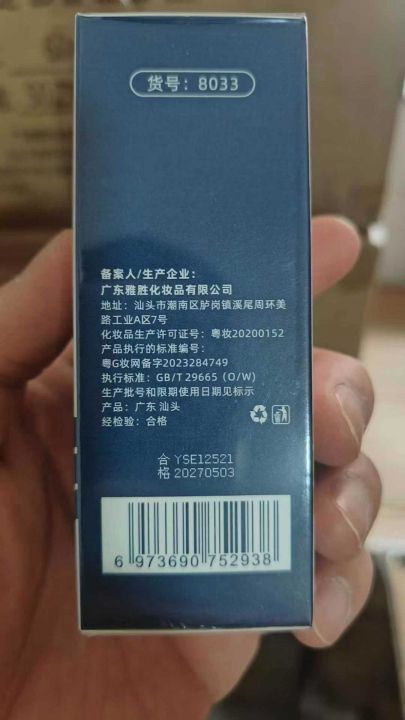 货号：8033
备案人/生产企业：
广东雅胜化妆品有限公司
地址：汕头市潮南区胪岗镇溪尾周环美
路工业A区7号
化妆品生产许可证号：粤妆20200152
产品执行的标准编号：
粤G妆网备字2023284749
执行标准：GB/T 29665 (O/W)
生产批号和限期使用日期见标示
产品：广东 汕头
经检验：合格
合 YSE12521
格 20270503
6 973690 752938